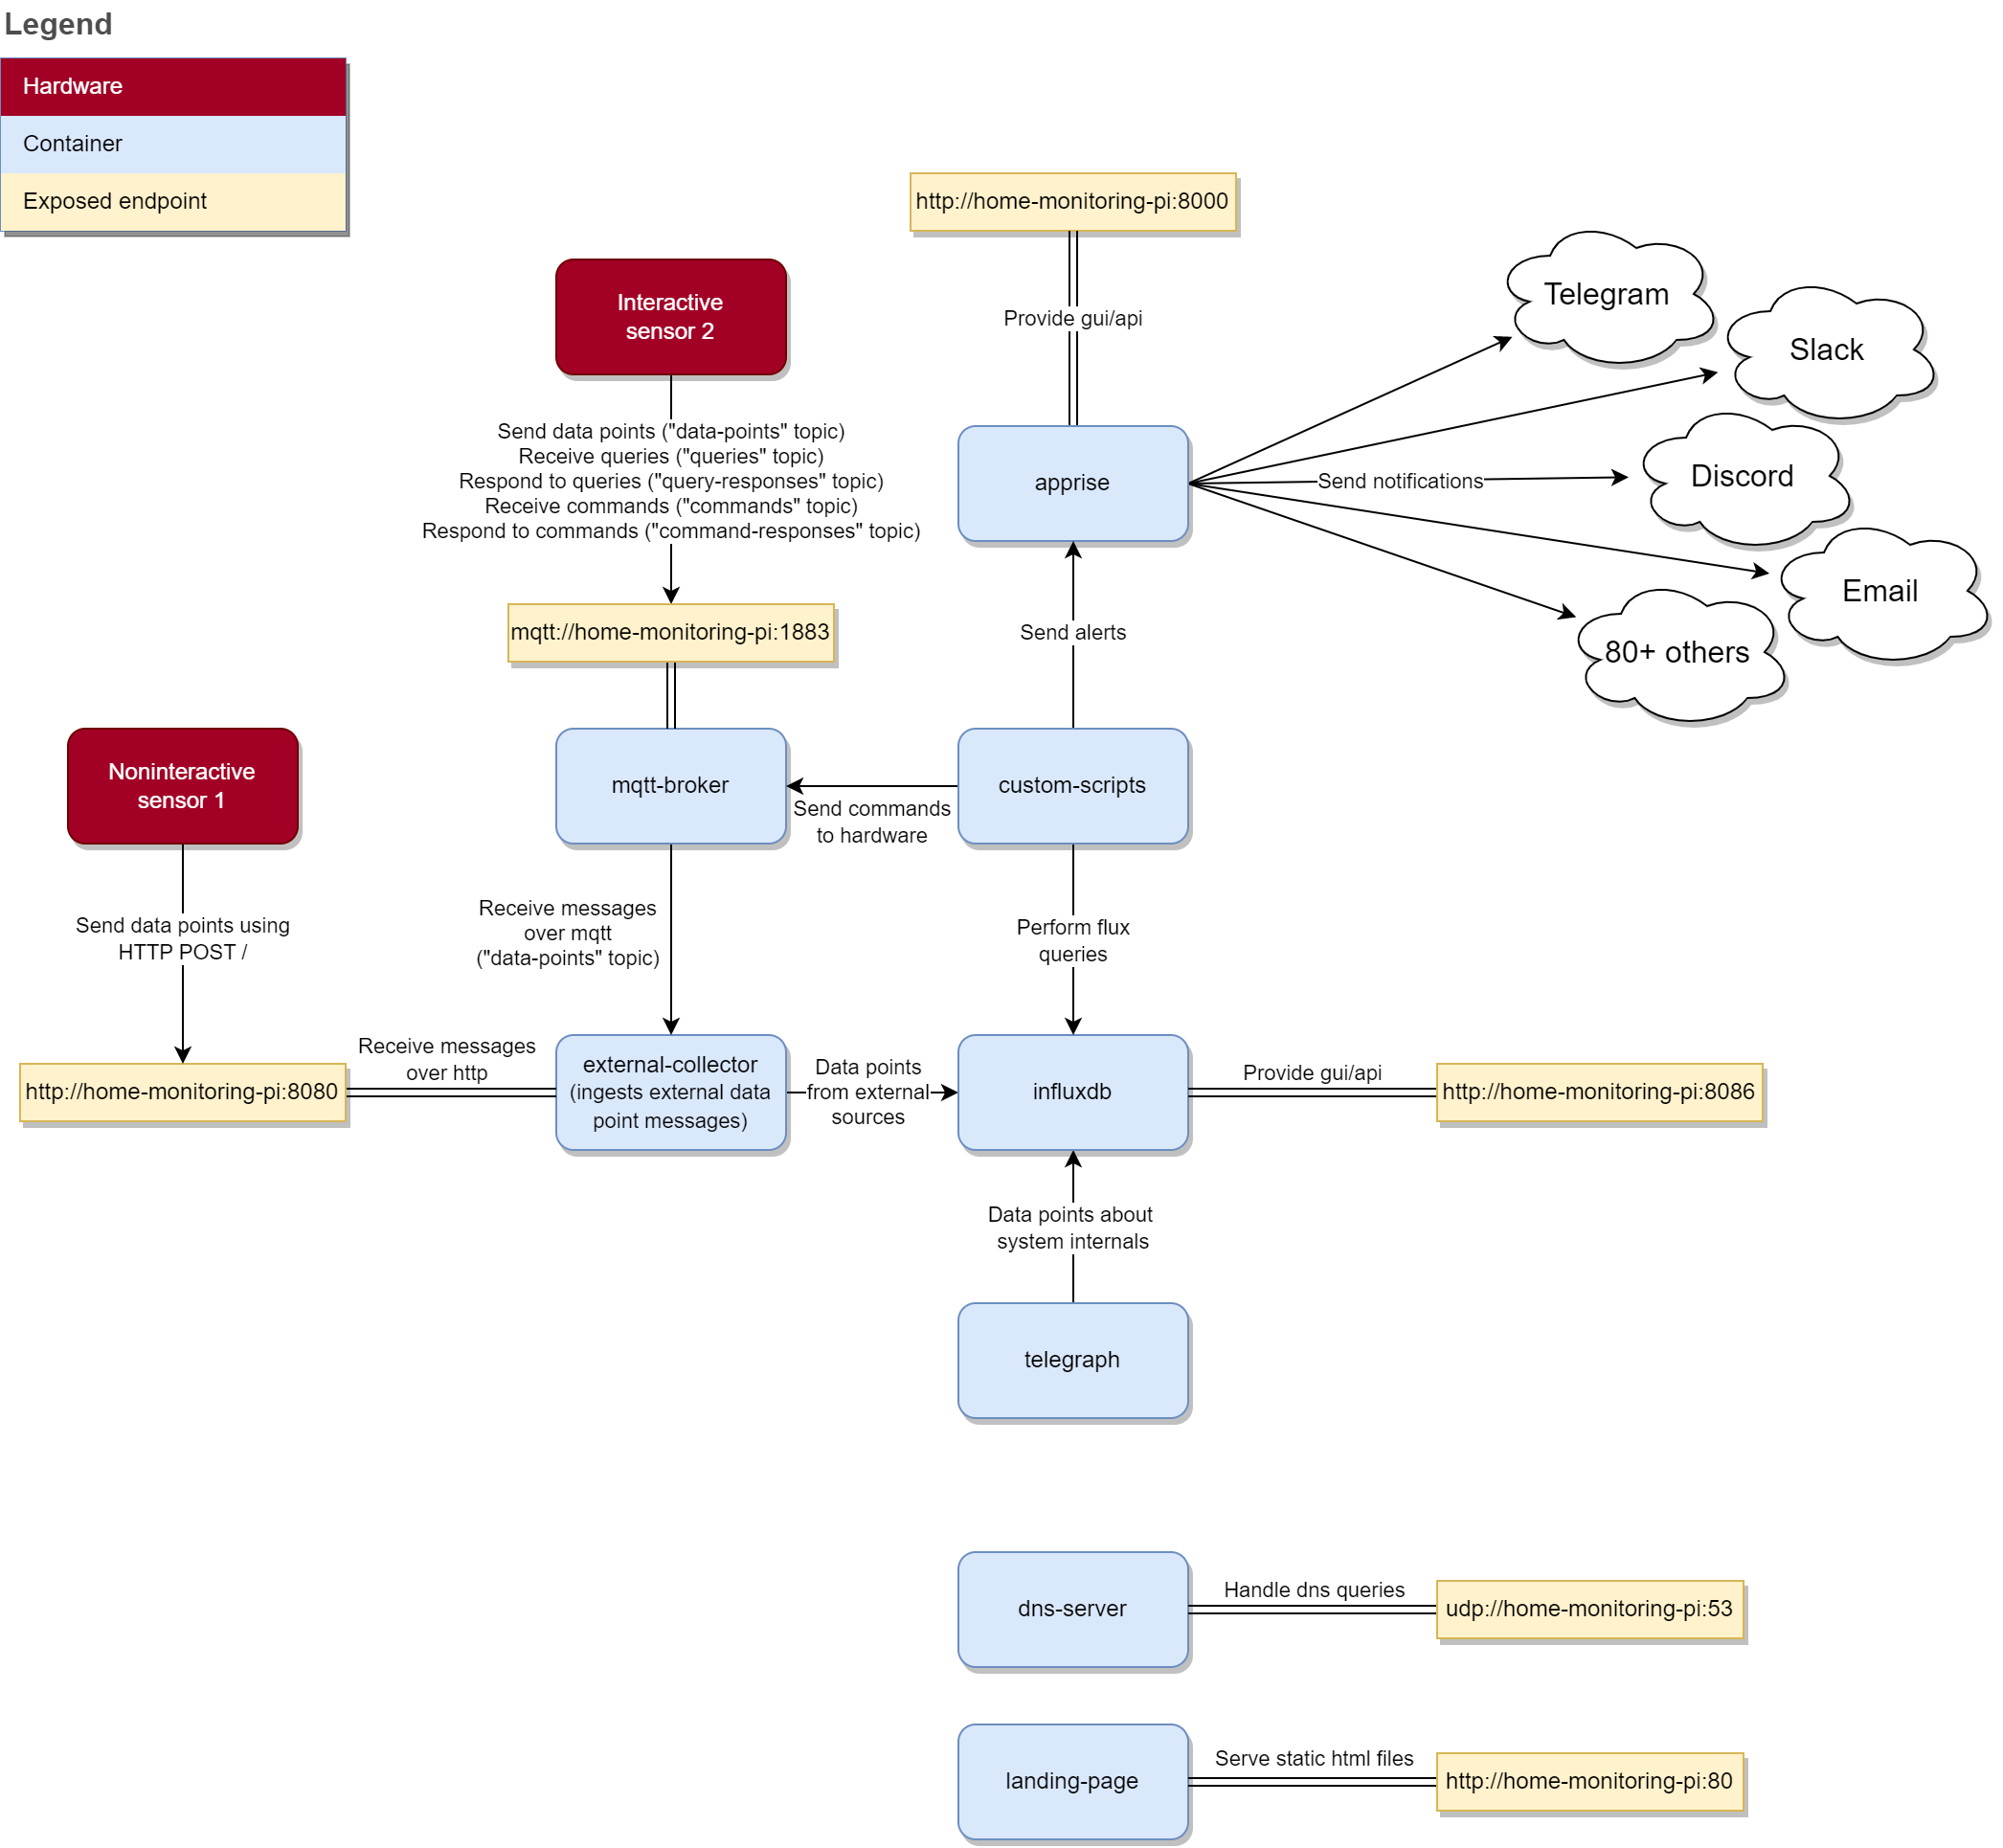 Legend
Hardware
Container
Exposed endpoint
http://home-monitoring-pi:8000
Interactive
sensor 2
Provide gui/api
Telegram
Slack
Send data points ("data-points" topic)
Receive queries ("queries" topic)
Respond to queries ("query-responses" topic)
Receive commands ("commands" topic)
Respond to commands ("command-responses" topic)
apprise
Send notifications
Discord
Email
80+ others
mqtt://home-monitoring-pi:1883
Send alerts
Noninteractive
sensor 1
mqtt-broker
Send commands
to hardware
custom-scripts
Send data points using
HTTP POST /
Receive messages
over mqtt
("data-points" topic)
Perform flux
queries
http://home-monitoring-pi:8080
Receive messages
over http
external-collector
(ingests external data
point messages)
Data points
from external
sources
influxdb
Provide gui/api
http://home-monitoring-pi:8086
Data points about
system internals
telegraph
dns-server
Handle dns queries
udp://home-monitoring-pi:53
landing-page
Serve static html files
http://home-monitoring-pi:80